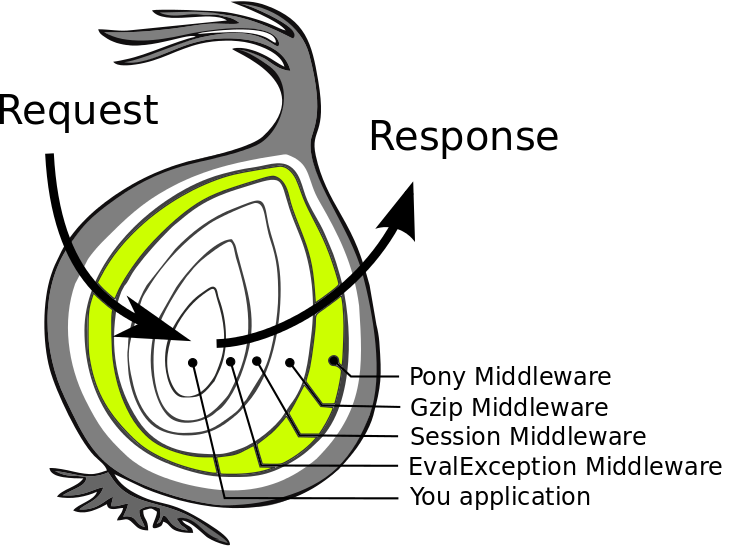 Request
Response
Pony Middleware
Gzip Middleware
Session Middleware
EvalException Middleware
You application